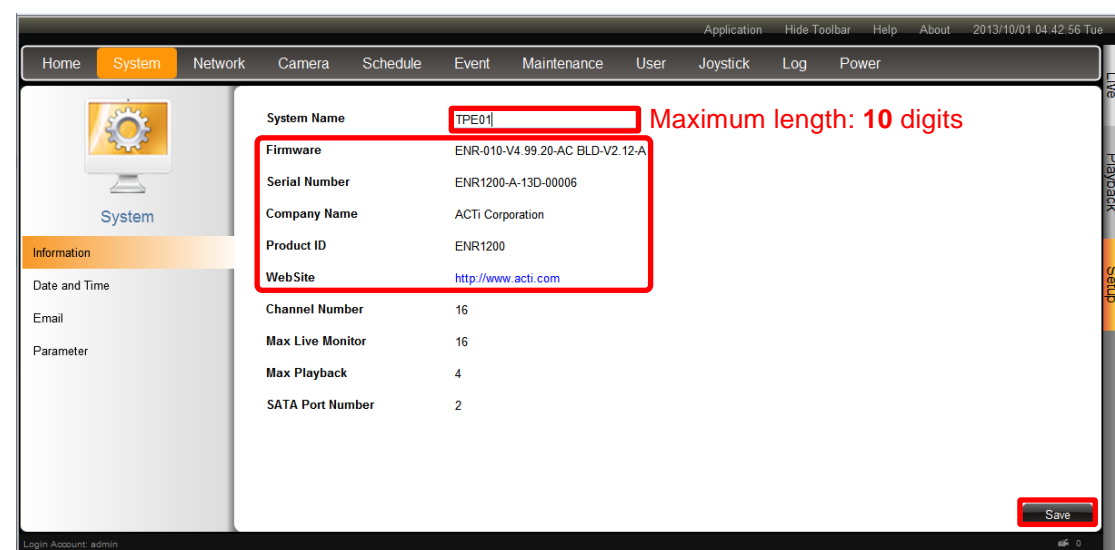 Application Hide Toolbar Help About 2013/10/01 04:42:56 Tue
Home System Network Camera Schedule Event Maintenance User Joystick Log Power
Live
Playback
Setup
System
Information
Date and Time
Email
Parameter
System Name TPE01 Maximum length: 10 digits
Firmware ENR-010-V4.99.20-AC BLD-V2.12-A
Serial Number ENR1200-A-13D-00006
Company Name ACTi Corporation
Product ID ENR1200
WebSite http://www.acti.com
Channel Number 16
Max Live Monitor 16
Max Playback 4
SATA Port Number 2
Save
Login Account: admin 0